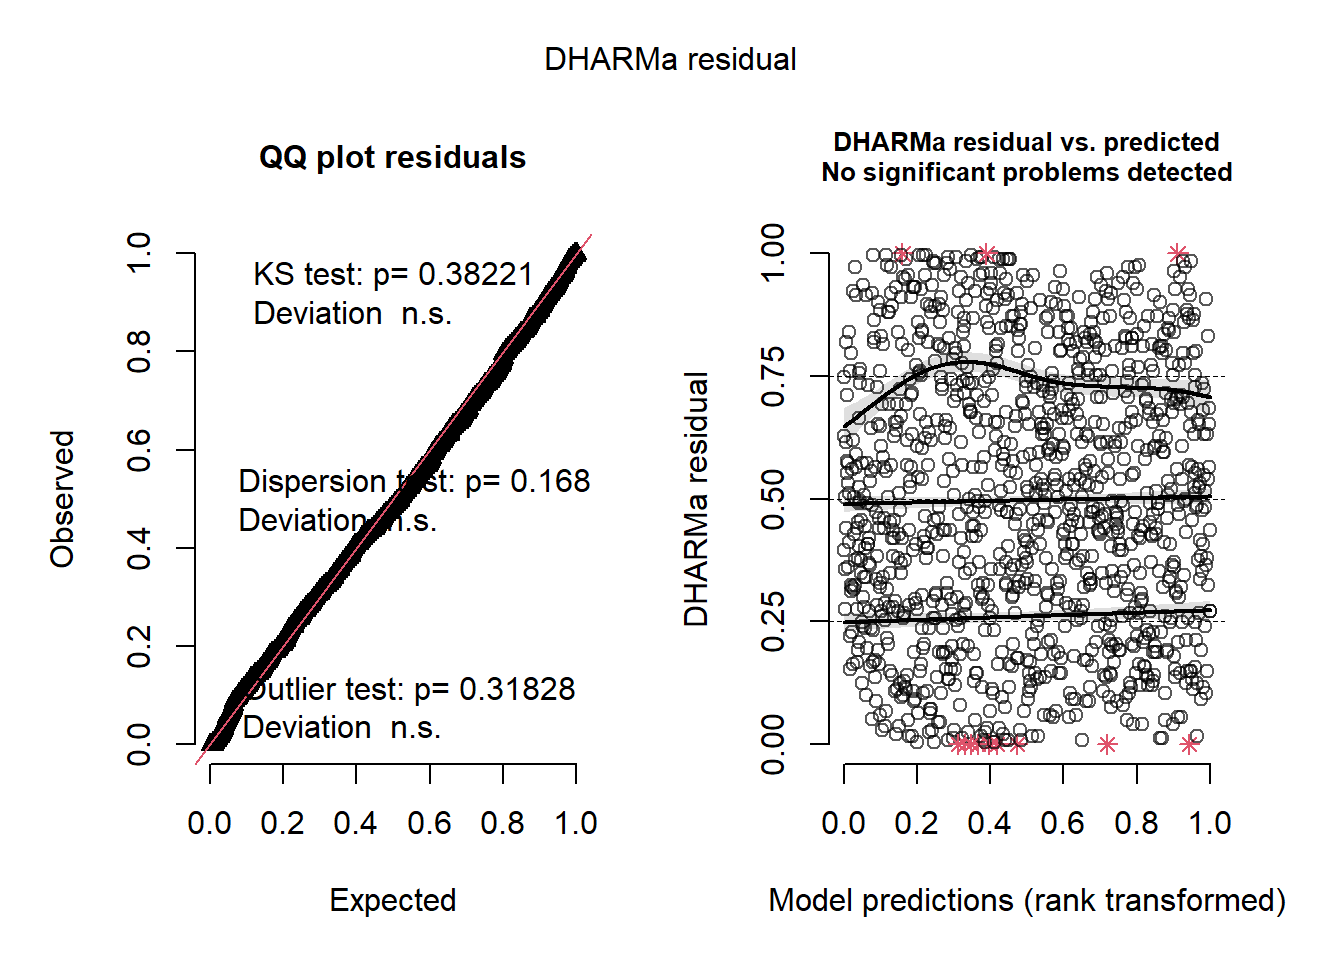 DHARMa residual
QQ plot residuals
KS test: p= 0.38221
Deviation  n.s.
Dispersion test: p= 0.168
Deviation  n.s.
Outlier test: p= 0.31828
Deviation  n.s.
Observed
0.0 0.2 0.4 0.6 0.8 1.0
0.0 0.2 0.4 0.6 0.8 1.0
Expected
DHARMa residual vs. predicted
No significant problems detected
DHARMa residual
0.00 0.25 0.50 0.75 1.00
0.0 0.2 0.4 0.6 0.8 1.0
Model predictions (rank transformed)